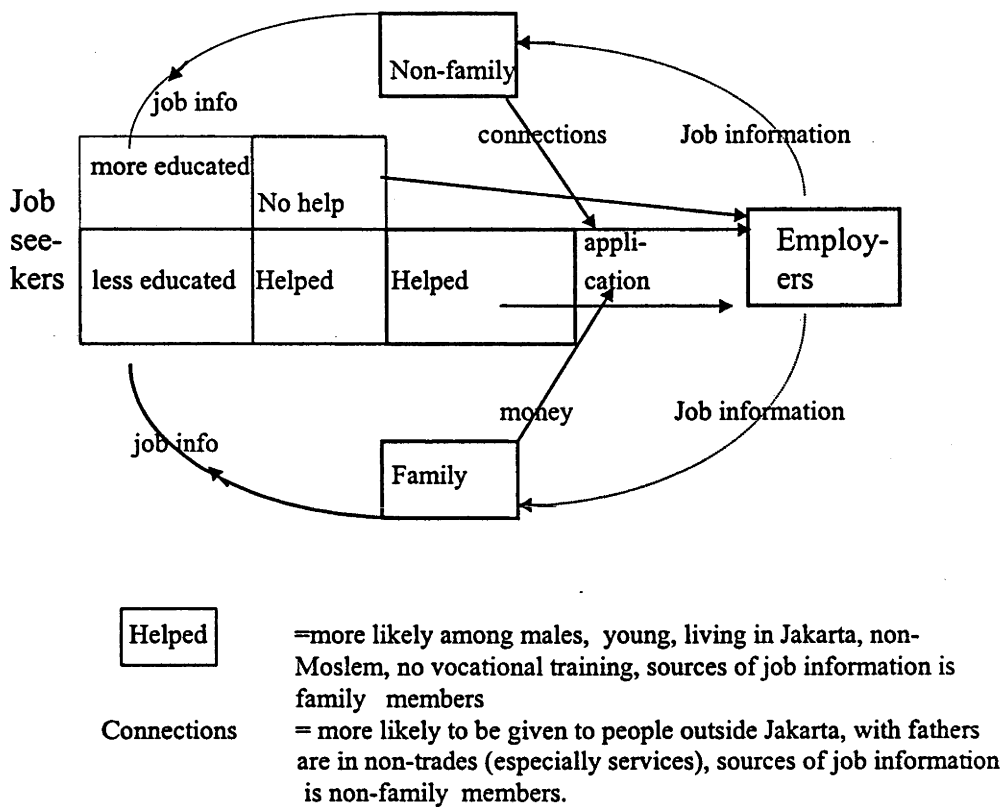 Non-family
job info
connections
Job information
more educated
No help
Job
see-
kers
less educated
Helped
Helped
appli-
cation
Employ-
ers
money
Job information
job info
Family
Helped
=more likely among males, young, living in Jakarta, non-
Moslem, no vocational training, sources of job information is
family members
Connections
= more likely to be given to people outside Jakarta, with fathers
are in non-trades (especially services), sources of job information
is non-family members.